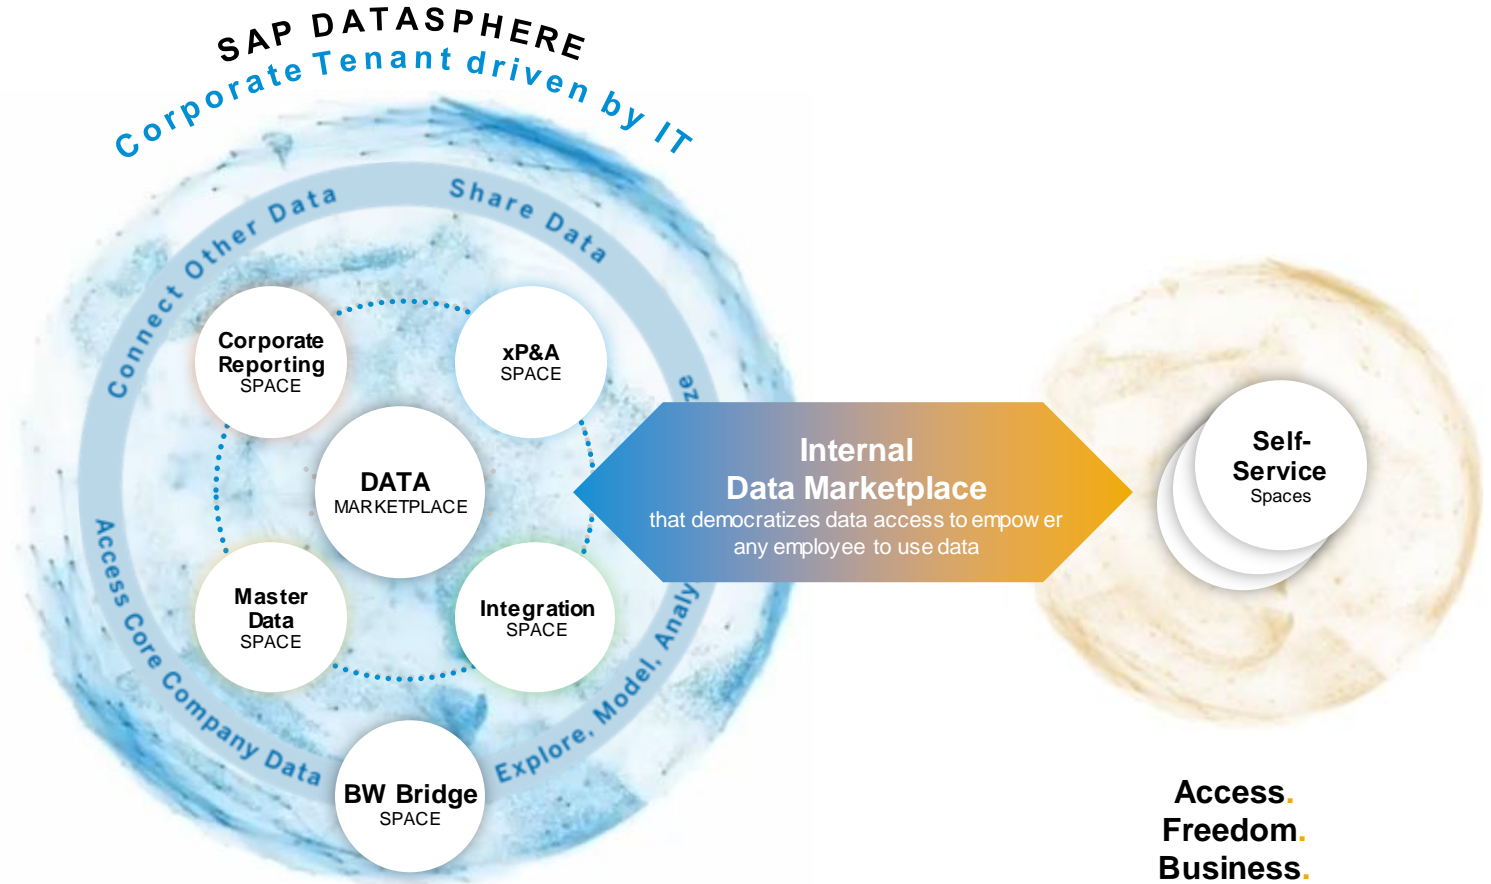 SAP DATASPHERE
Corporate Tenant driven by IT
Connect Other Data
Share Data
Corporate
Reporting
SPACE
xP&A
SPACE
DATA
MARKETPLACE
Internal
Data Marketplace
that democratizes data access to empower
any employee to use data
Self-
Service
Spaces
Master
Data
SPACE
Integration
SPACE
Access Core Company Data
Explore, Model, Analy
ze
BW Bridge
SPACE
Access.
Freedom.
Business.